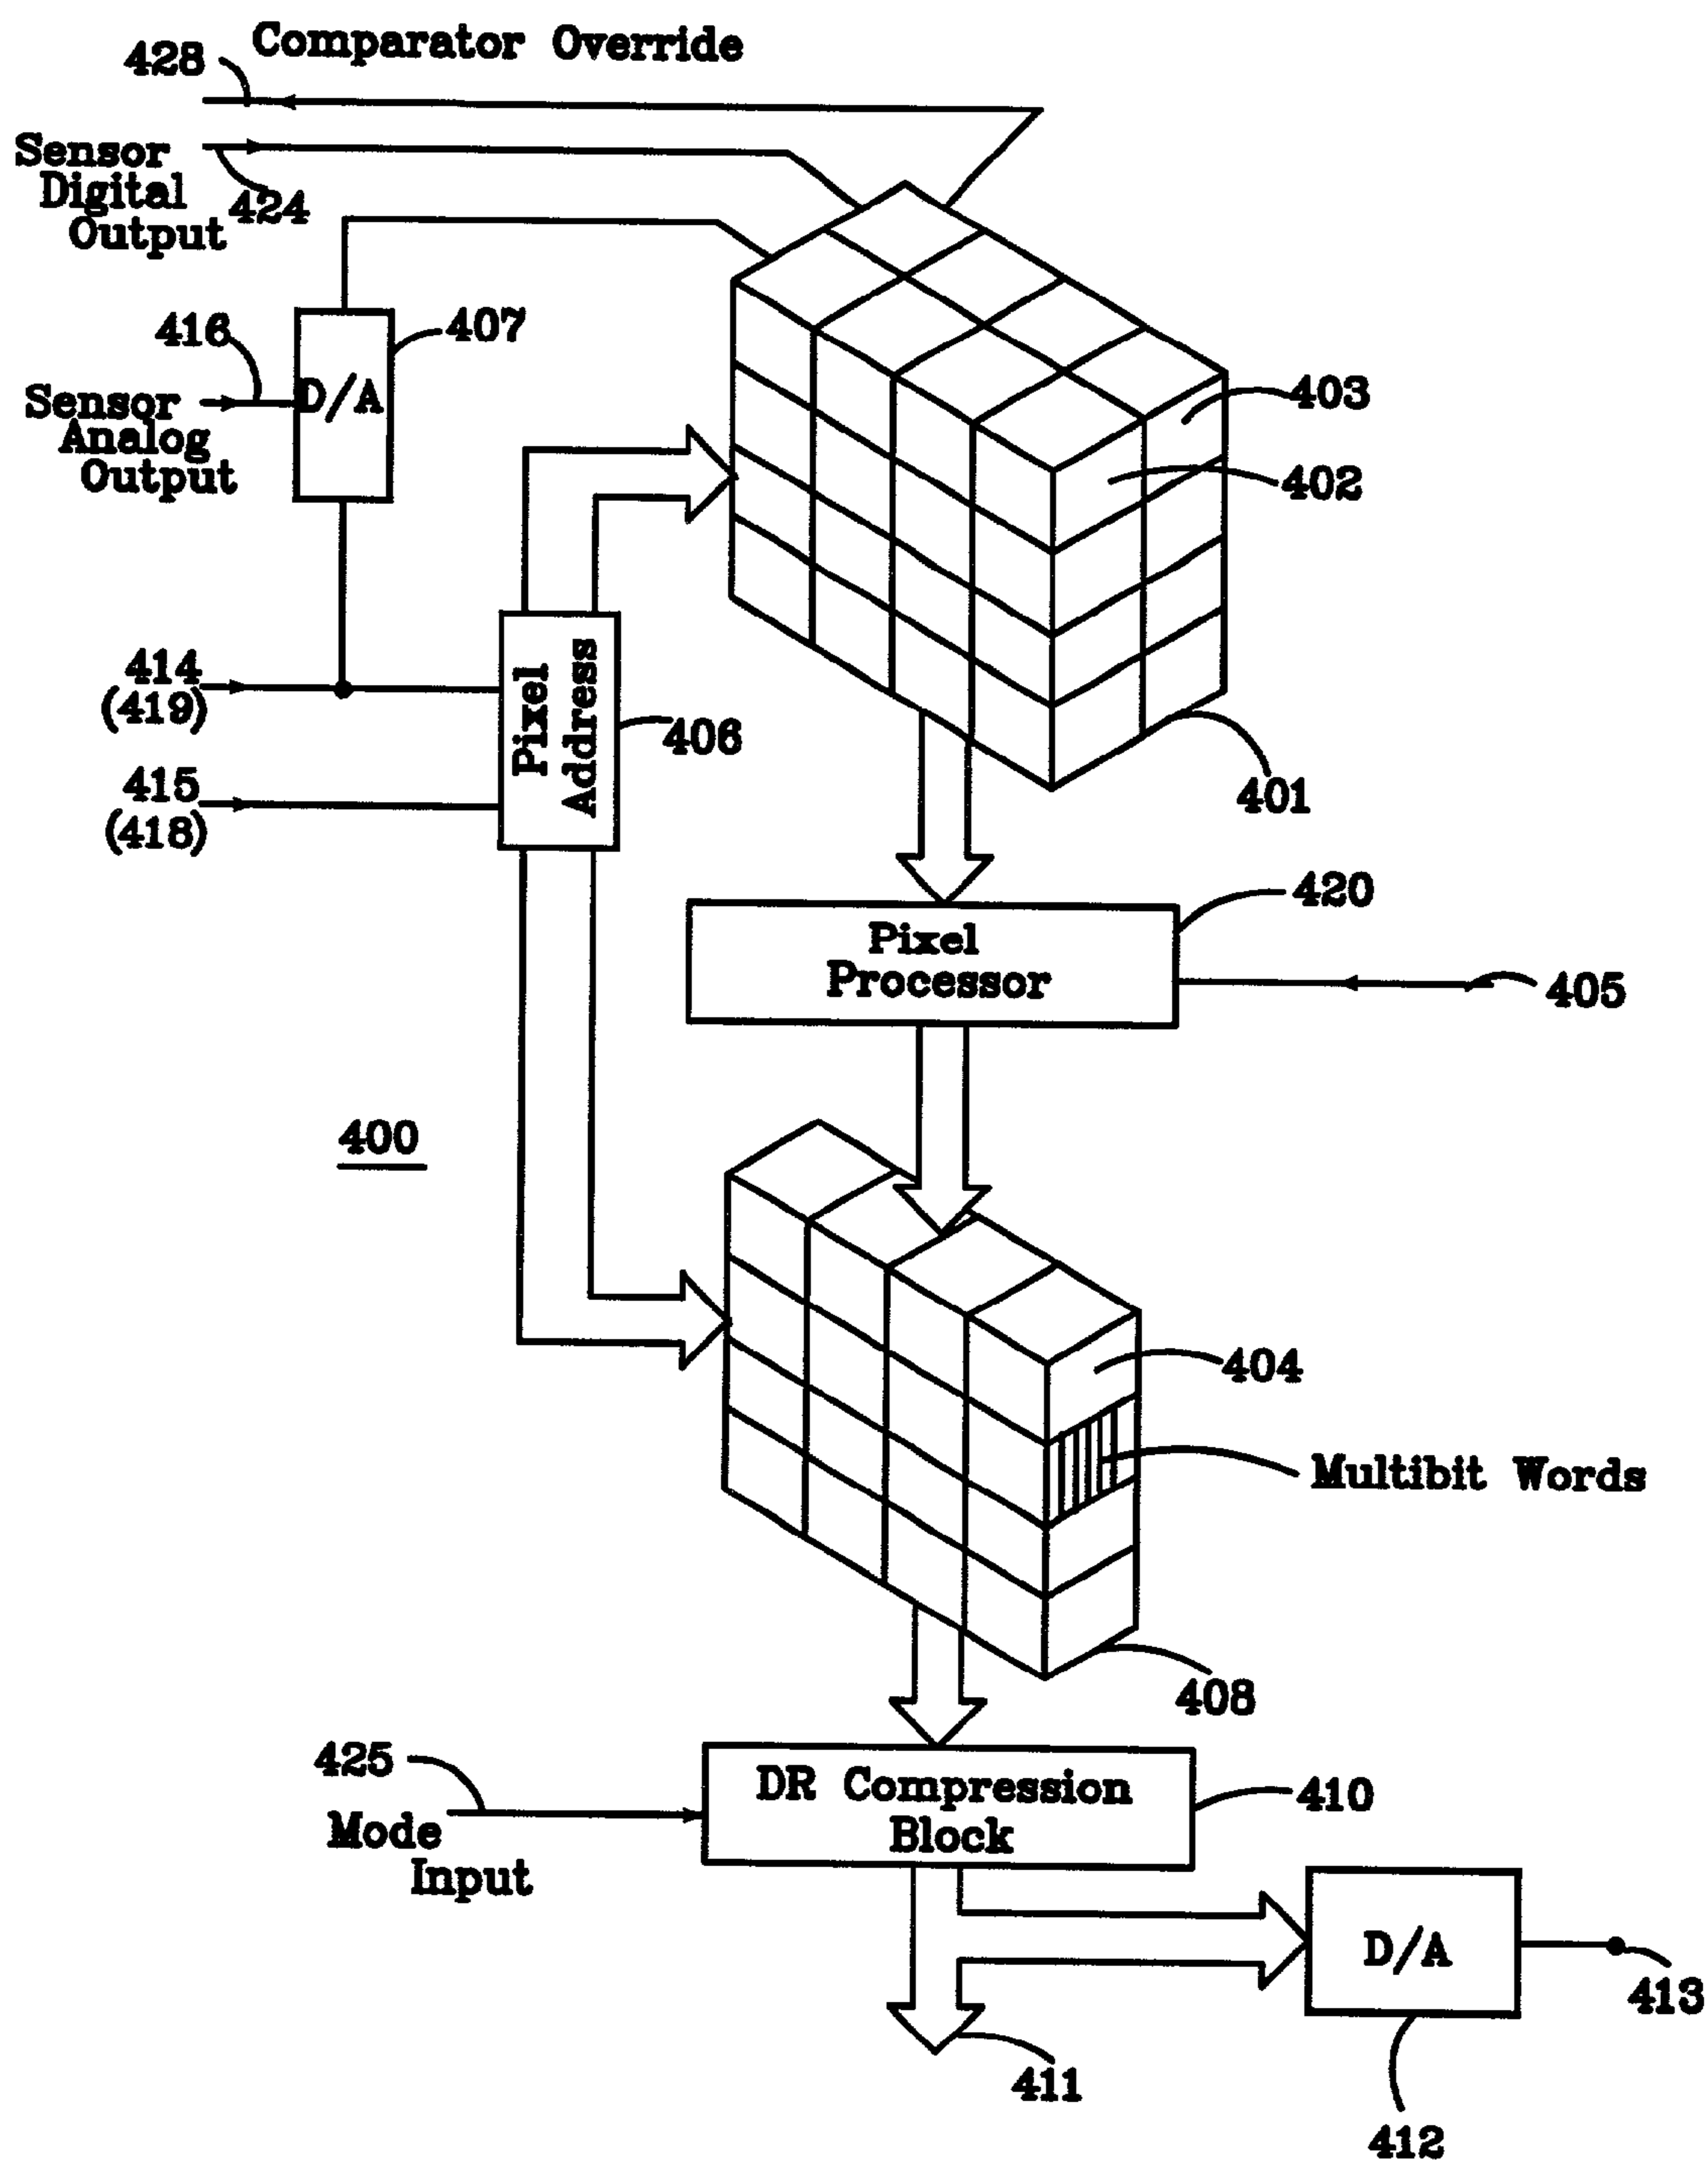 Comparator Override
428
Sensor
Digital
Output
424
416
407
D/A
Sensor
Analog
Output
403
402
414
(419)
Pixel
Address
406
415
(418)
401
420
Pixel
Processor
405
400
404
Multibit Words
408
425
Mode
Input
DR Compression
Block
410
D/A
413
411
412